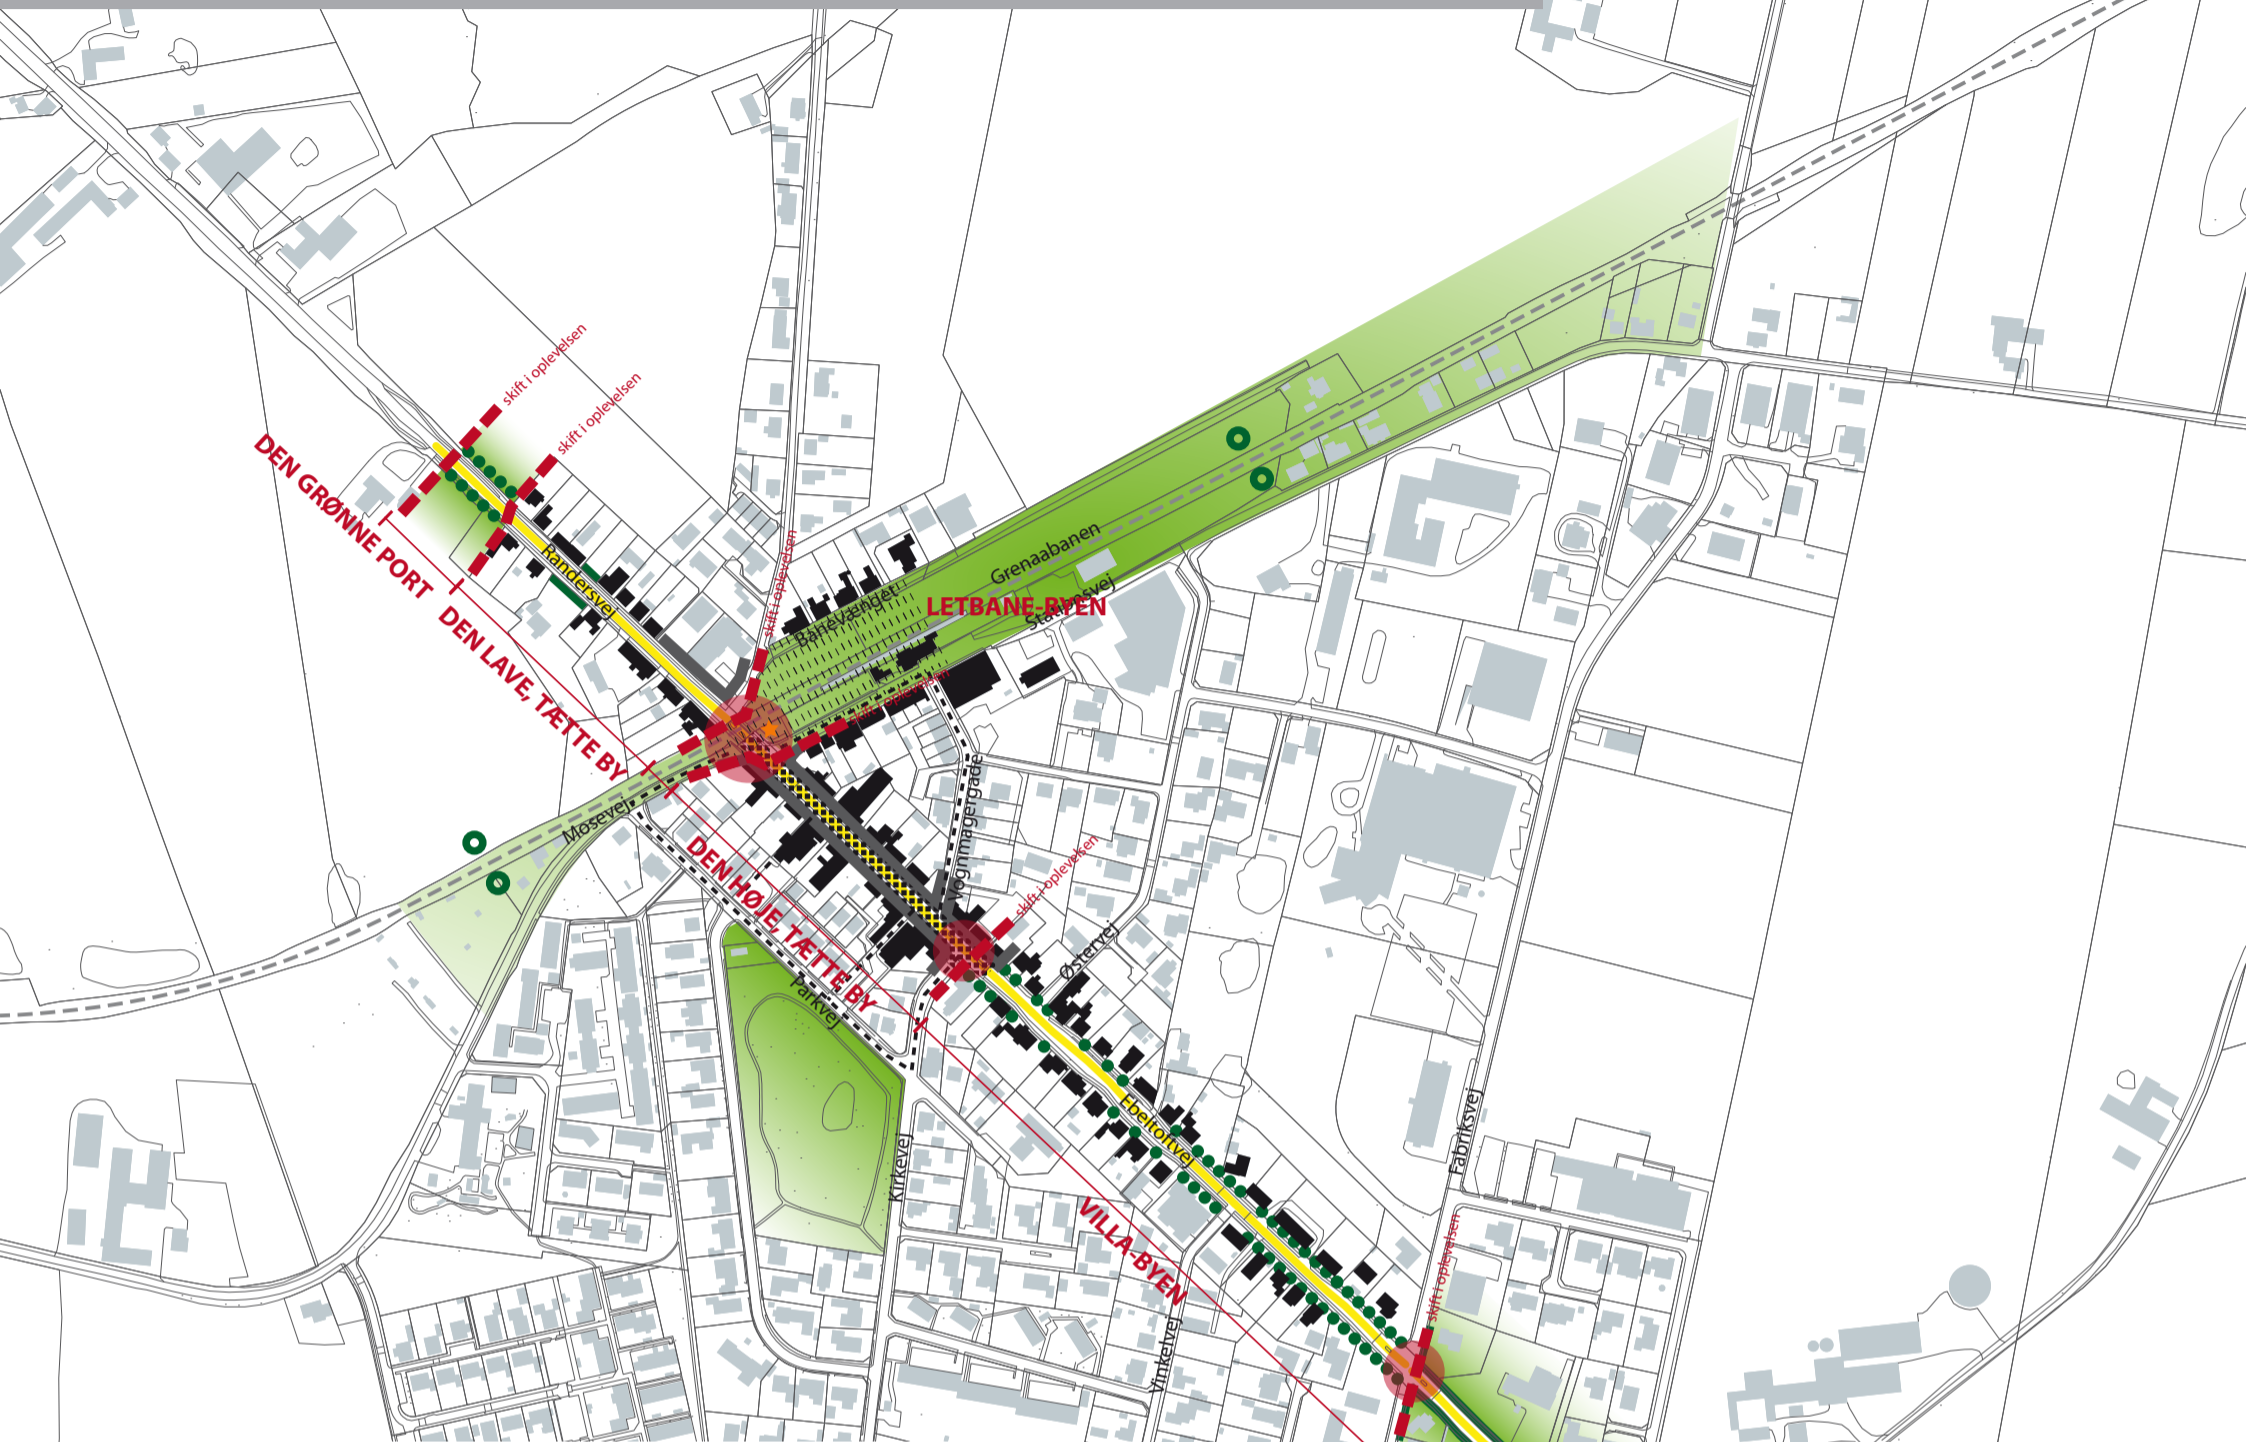 skift i oplevelsen
skift i oplevelsen
DEN GRØNNE PORT
Randersvej
skift i oplevelsen
Grenaabanen
Banevænget
LETBANE-BYEN
Stationsvej
DEN LAVE, TÆTTE BY
skift i oplevelsen
Mosevej
Vognmagergade
DEN HØJE, TÆTTE BY
skift i oplevelsen
Østervej
Parkvej
Ebeltoftvej
Fabriksvej
Kirkevej
VILLA-BYEN
skift i oplevelsen
Vinkelvej